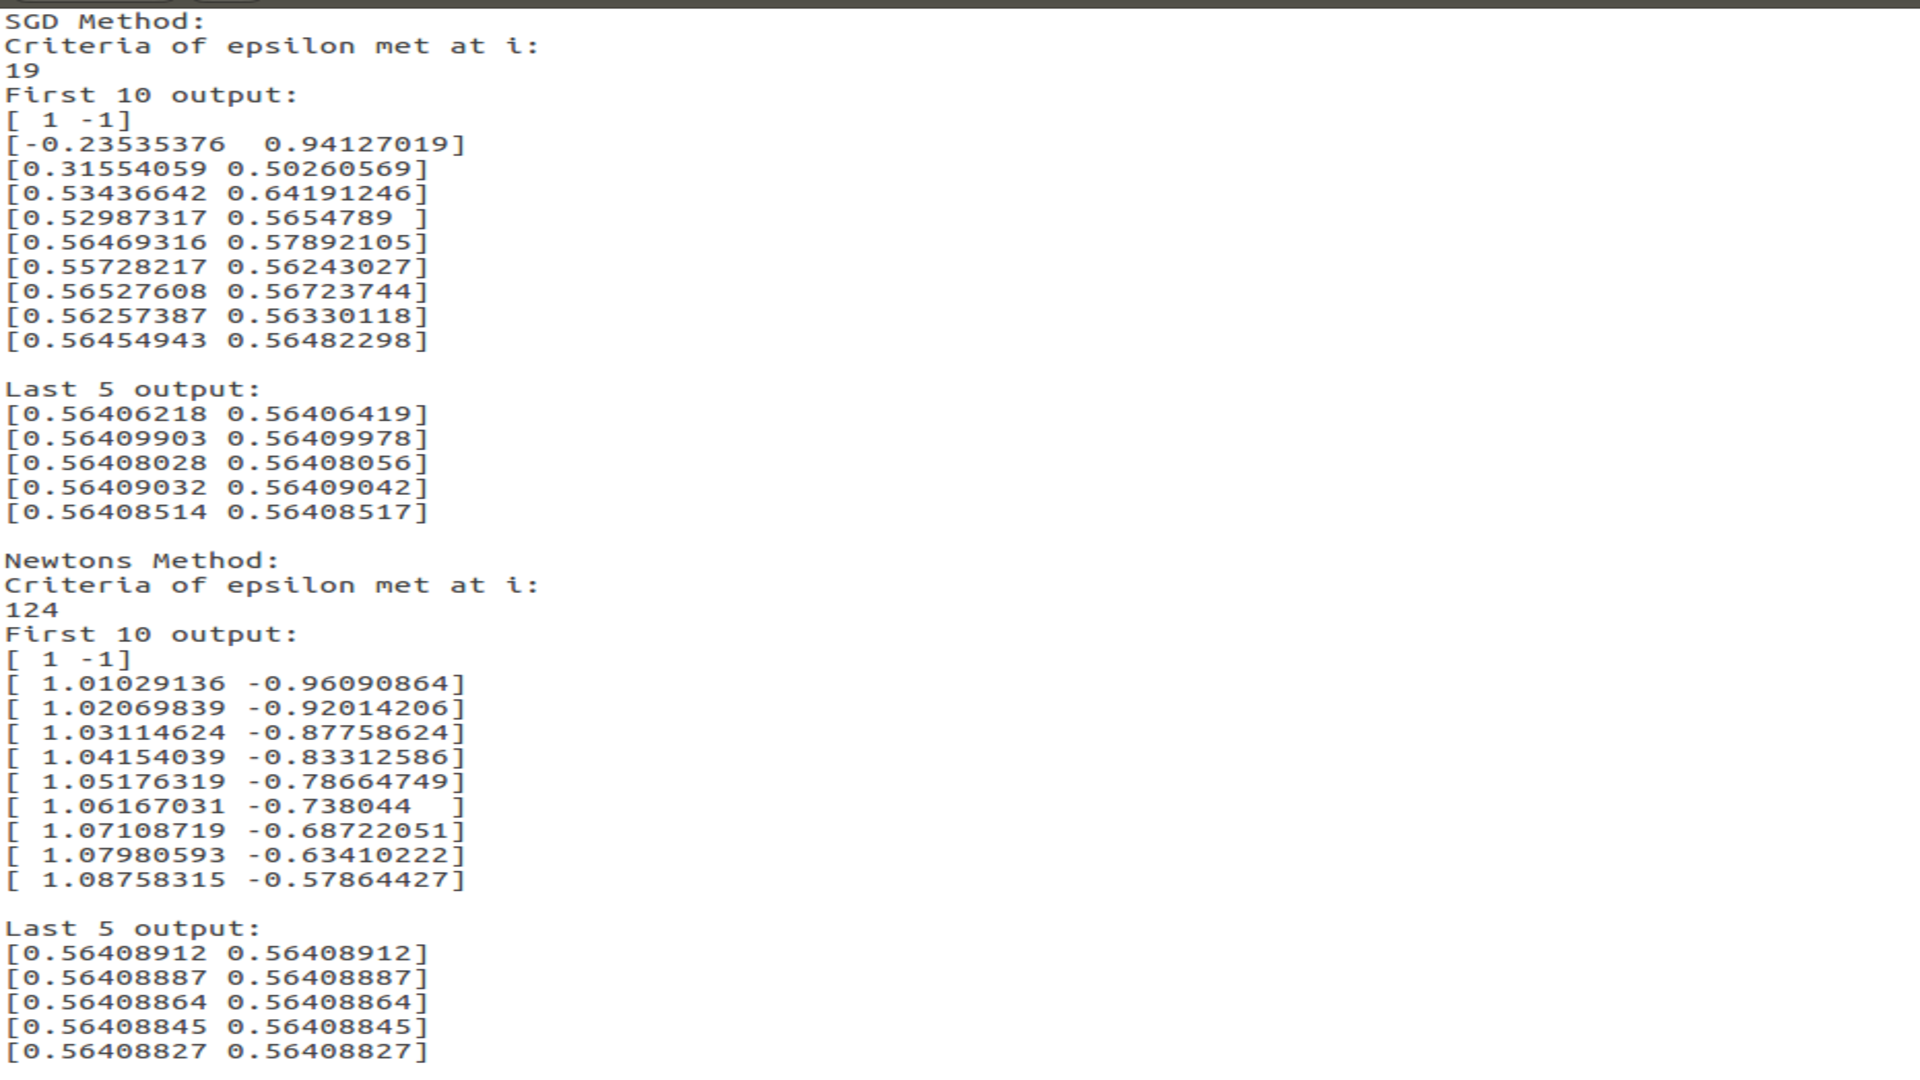 SGD Method:
Criteria of epsilon met at i:
19
First 10 output:
[ 1 -1]
[-0.23535376  0.94127019]
[0.31554059 0.50260569]
[0.53436642 0.64191246]
[0.52987317 0.5654789 ]
[0.56469316 0.57892105]
[0.55728217 0.56243027]
[0.56527608 0.56723744]
[0.56257387 0.56330118]
[0.56454943 0.56482298]
Last 5 output:
[0.56406218 0.56406419]
[0.56409903 0.56409978]
[0.56408028 0.56408056]
[0.56409032 0.56409042]
[0.56408514 0.56408517]
Newtons Method:
Criteria of epsilon met at i:
124
First 10 output:
[ 1 -1]
[ 1.01029136 -0.96090864]
[ 1.02069839 -0.92014206]
[ 1.03114624 -0.87758624]
[ 1.04154039 -0.83312586]
[ 1.05176319 -0.78664749]
[ 1.06167031 -0.738044  ]
[ 1.07108719 -0.68722051]
[ 1.07980593 -0.63410222]
[ 1.08758315 -0.57864427]
Last 5 output:
[0.56408912 0.56408912]
[0.56408887 0.56408887]
[0.56408864 0.56408864]
[0.56408845 0.56408845]
[0.56408827 0.56408827]